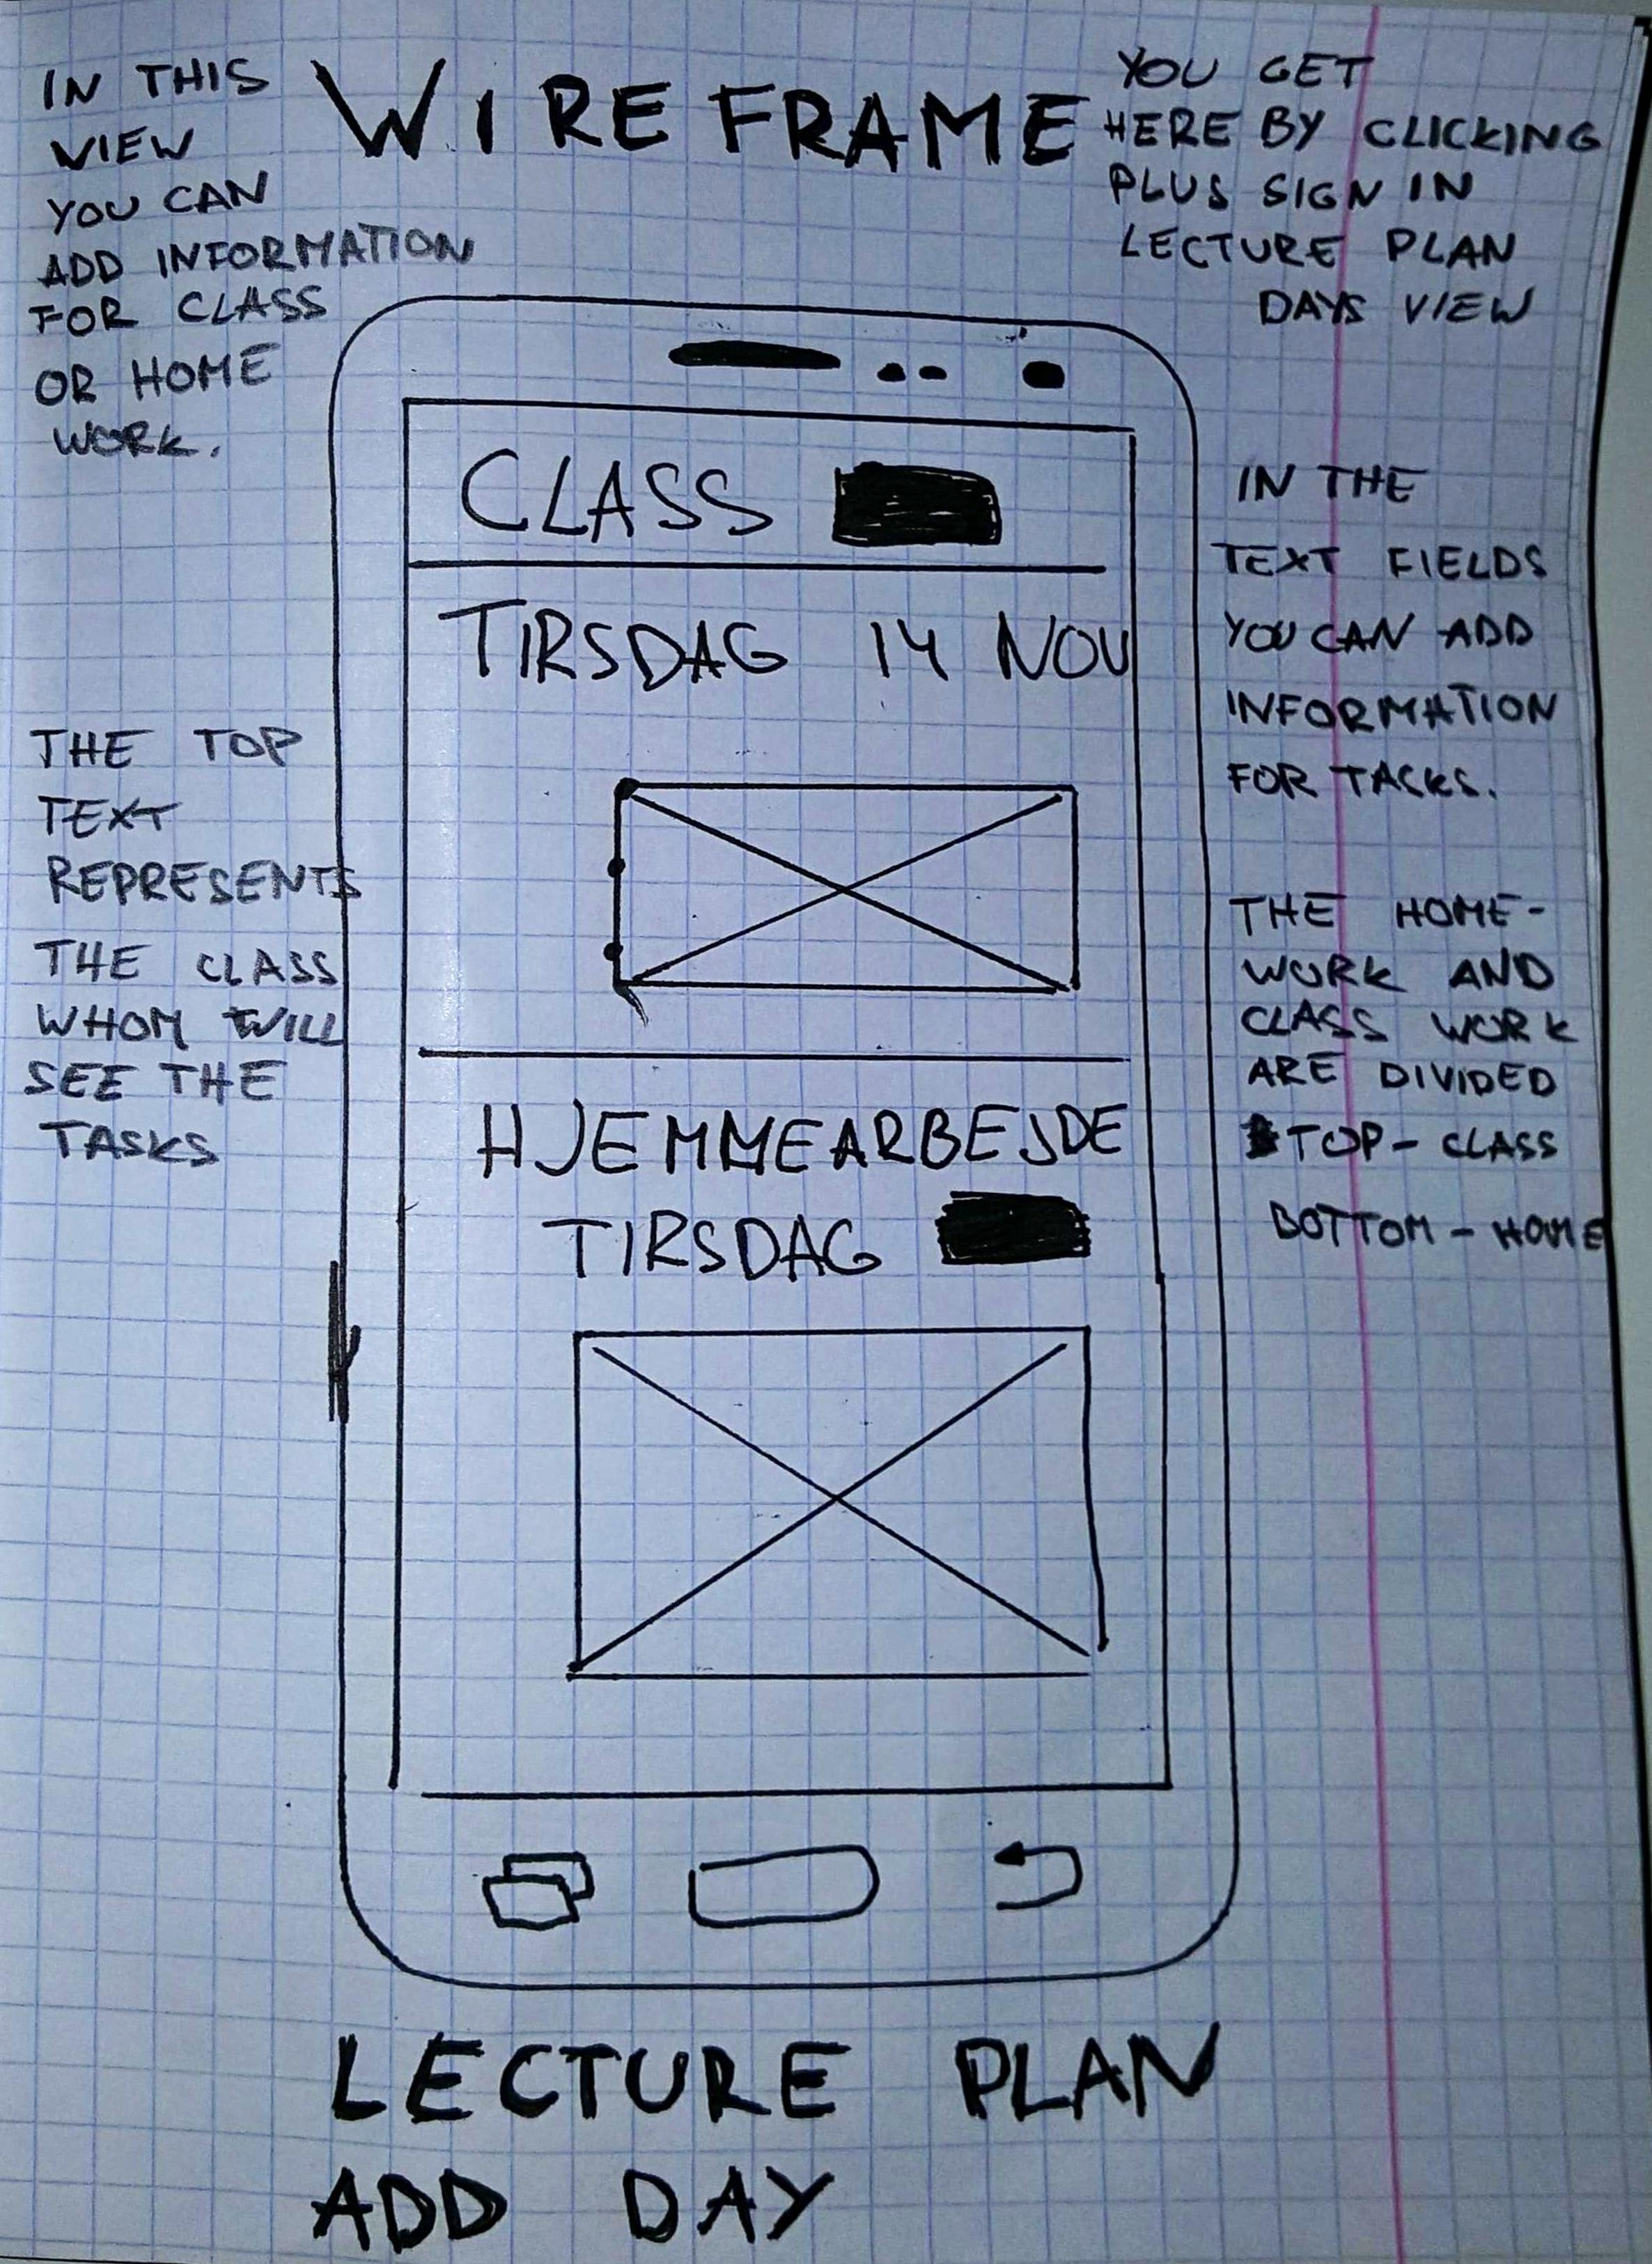 WIREFRAME
IN THIS
VIEW
YOU CAN
ADD INFORMATION
FOR CLASS
OR HOME
WORK.
YOU GET
HERE BY CLICKING
PLUS SIGN IN
LECTURE PLAN
DAYS VIEW
THE TOP
TEXT
REPRESENTS
THE CLASS
WHOM WILL
SEE THE
TASKS
CLASS
TIRSDAG 14 NOV
HJEMMEARBEJDE
TIRSDAG
IN THE
TEXT FIELDS
YOU CAN ADD
INFORMATION
FOR TASKS.
THE HOME-
WORK AND
CLASS WORK
ARE DIVIDED
TOP - CLASS
BOTTOM - HOME
LECTURE PLAN
ADD DAY